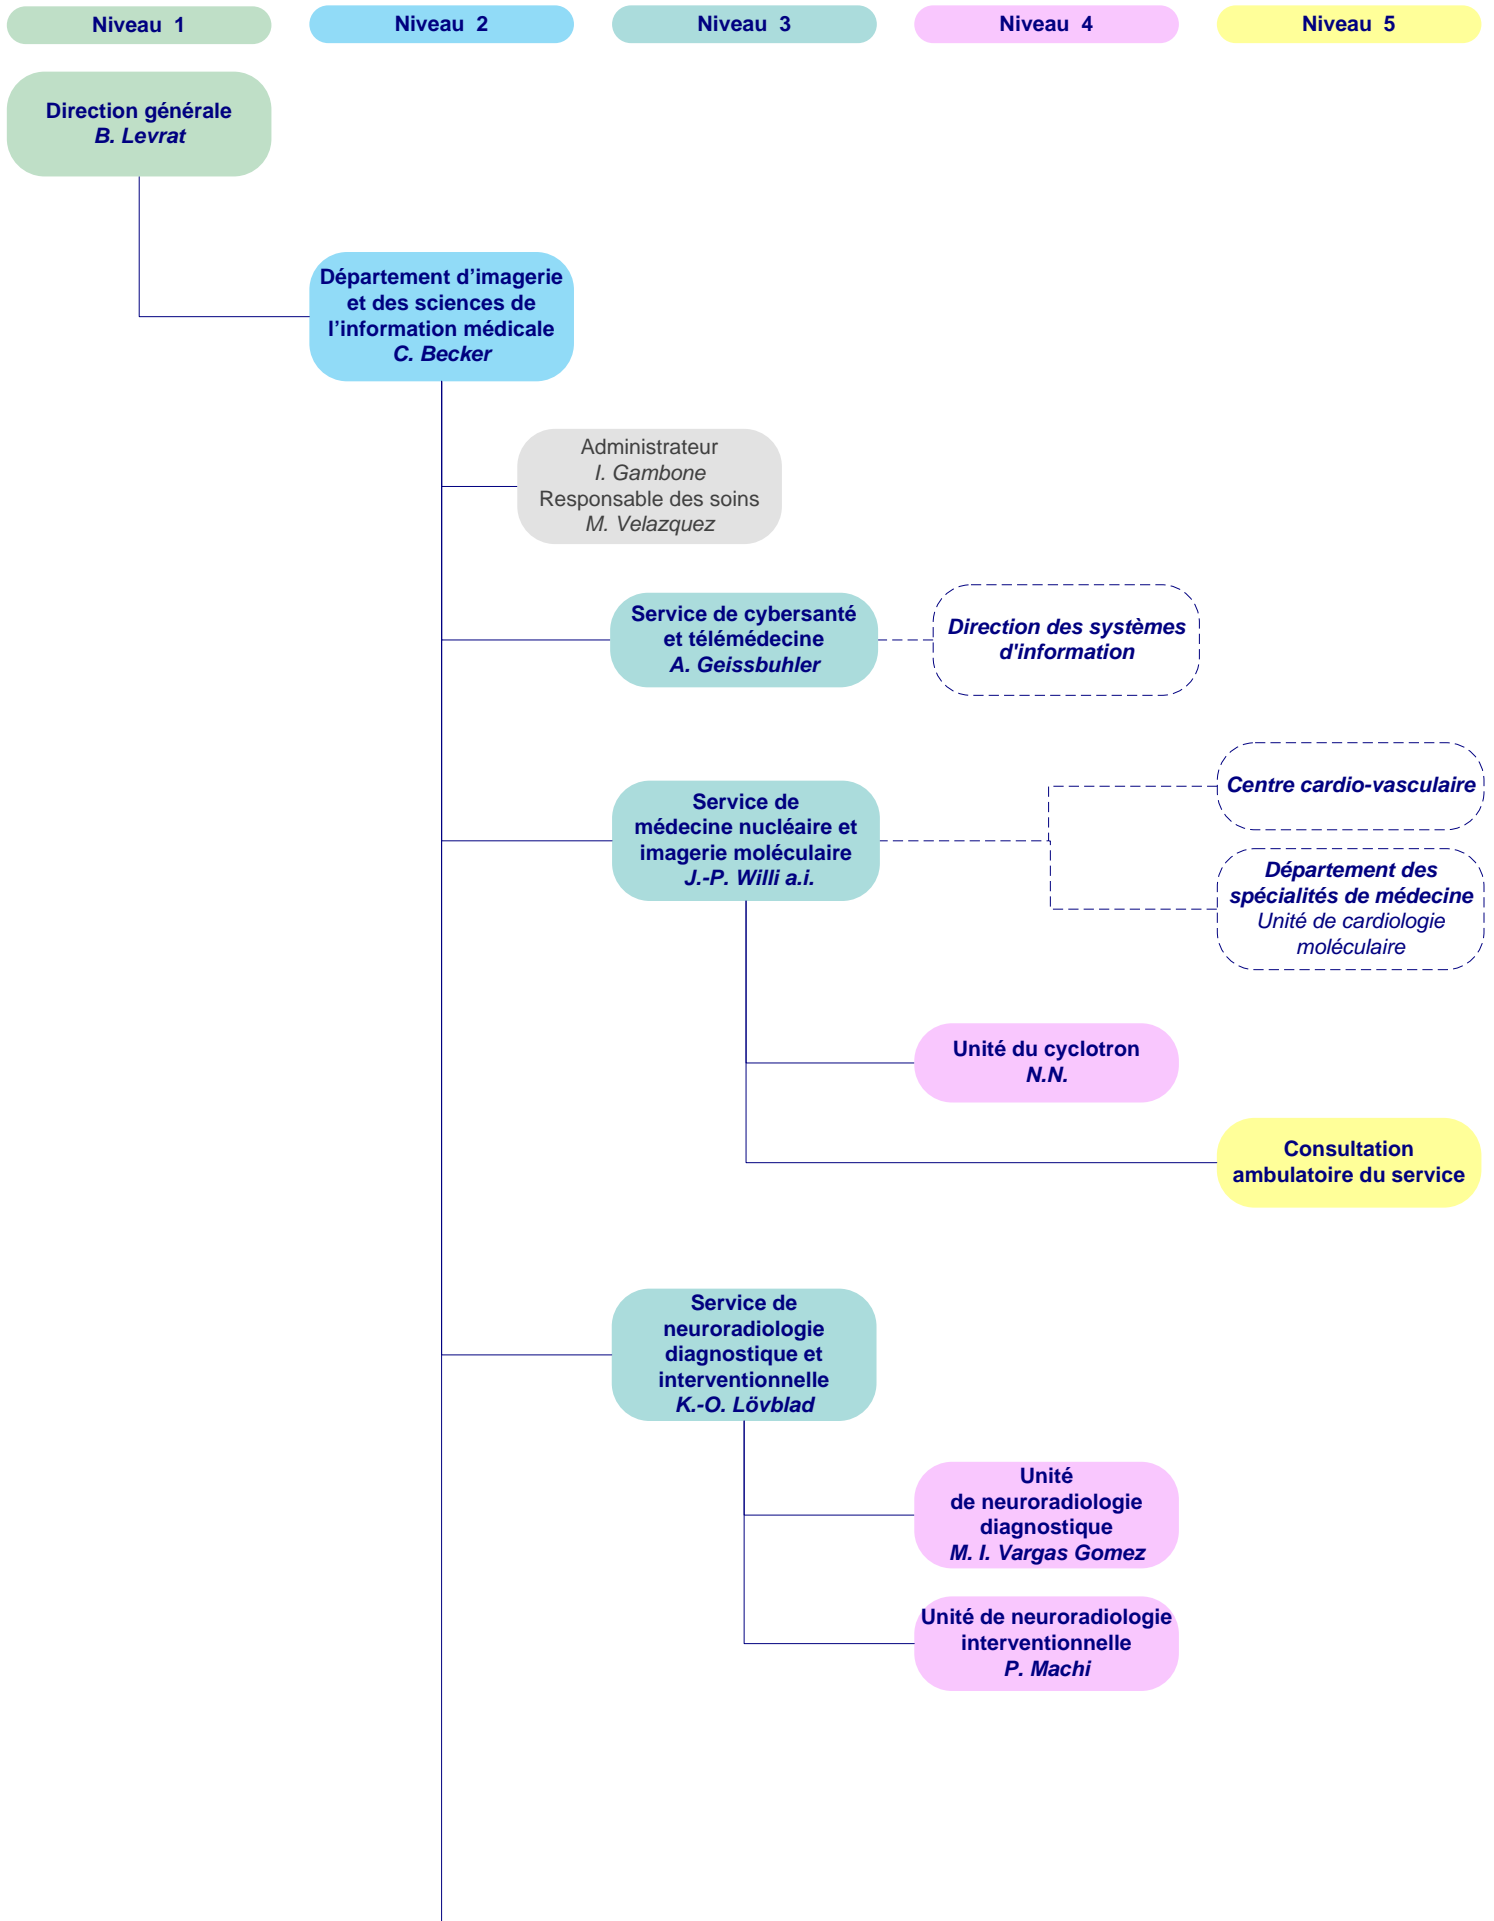 Niveau 1
Niveau 2
Niveau 3
Niveau 4
Niveau 5
Direction générale
B. Levrat
Département d’imagerie
et des sciences de
l’information médicale
C. Becker
Administrateur
I. Gambone
Responsable des soins
M. Velazquez
Service de cybersanté
et télémédecine
A. Geissbuhler
Direction des systèmes
d'information
Service de
médecine nucléaire et
imagerie moléculaire
J.-P. Willi a.i.
Centre cardio-vasculaire
Département des
spécialités de médecine
Unité de cardiologie
moléculaire
Unité du cyclotron
N.N.
Consultation
ambulatoire du service
Service de
neuroradiologie
diagnostique et
interventionnelle
K.-O. Lövblad
Unité
de neuroradiologie
diagnostique
M. I. Vargas Gomez
Unité de neuroradiologie
interventionnelle
P. Machi